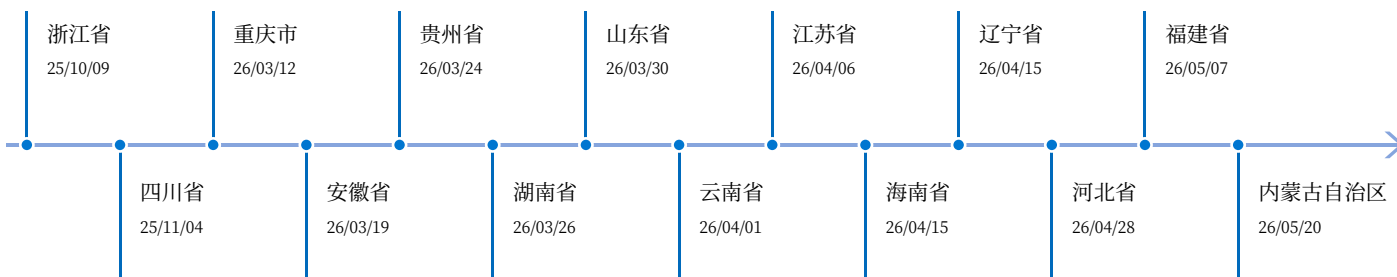 浙江省
25/10/09
四川省
25/11/04
重庆市
26/03/12
安徽省
26/03/19
贵州省
26/03/24
湖南省
26/03/26
山东省
26/03/30
云南省
26/04/01
江苏省
26/04/06
海南省
26/04/15
辽宁省
26/04/15
河北省
26/04/28
福建省
26/05/07
内蒙古自治区
26/05/20